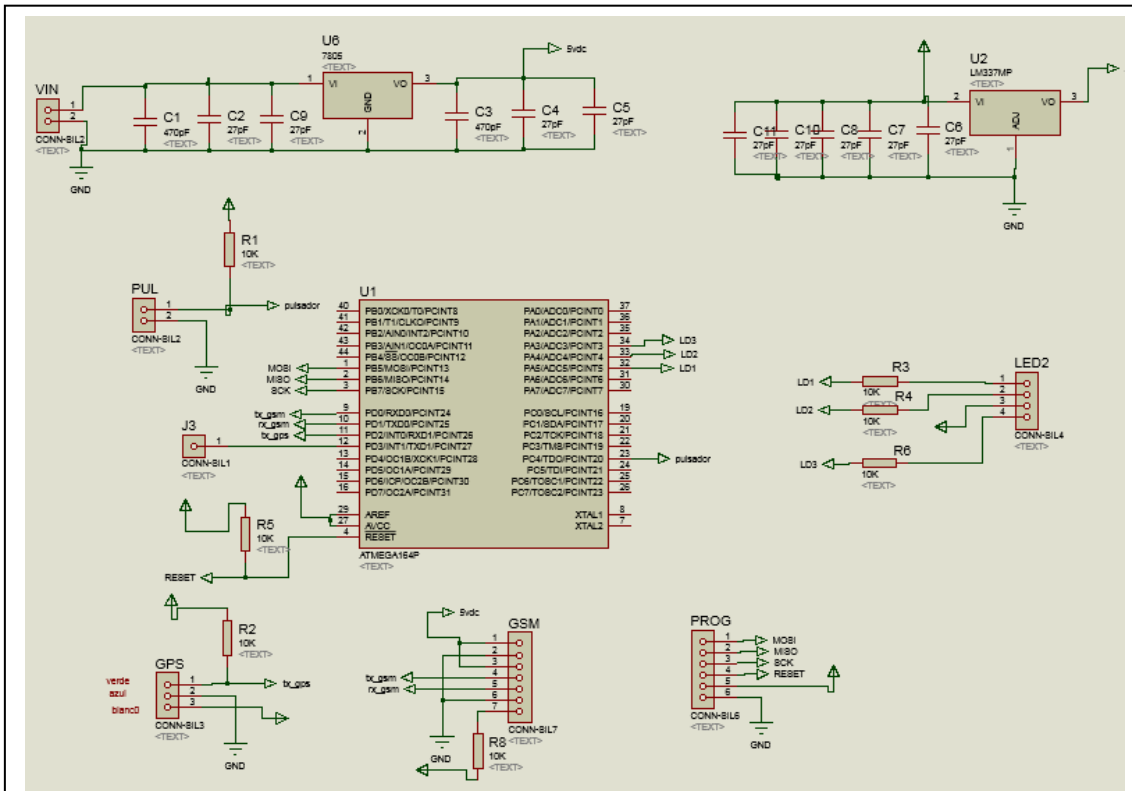 U6
7805
<TEXT>
5vdc
U2
LM337MP
<TEXT>
VIN
1
2
CONN-SIL2
<TEXT>
1
VI
VO
3
GND
2
C1
470pF
<TEXT>
C2
27pF
<TEXT>
C9
27pF
<TEXT>
C3
470pF
<TEXT>
C4
27pF
<TEXT>
C5
27pF
<TEXT>
2
VI
VO
3
ADJ
1
C11
27pF
<TEXT>
C10
27pF
<TEXT>
C8
27pF
<TEXT>
C7
27pF
<TEXT>
C6
27pF
<TEXT>
GND
GND
R1
10K
<TEXT>
PUL
1
2
pulsador
CONN-SIL2
<TEXT>
GND
U1
40 PB0/XCK0/T0/PCINT8
41 PB1/T1/CLKO/PCINT9
42 PB2/AIN0/INT2/PCINT10
43 PB3/AIN1/OC0A/PCINT11
44 PB4/SS/OC0B/PCINT12
MOSI 1 PB5/MOSI/PCINT13
MISO 2 PB6/MISO/PCINT14
SCK 3 PB7/SCK/PCINT15
tx_gsm 9 PD0/RXD0/PCINT24
rx_gsm 10 PD1/TXD0/PCINT25
tx_gps 11 PD2/INT0/RXD1/PCINT26
12 PD3/INT1/TXD1/PCINT27
13 PD4/OC1B/XCK1/PCINT28
14 PD5/OC1A/PCINT29
15 PD6/ICP/OC2B/PCINT30
16 PD7/OC2A/PCINT31
29 AREF
27 AVCC
4 RESET
PA0/ADC0/PCINT0 37
PA1/ADC1/PCINT1 36
PA2/ADC2/PCINT2 35
PA3/ADC3/PCINT3 34 LD3
PA4/ADC4/PCINT4 33 LD2
PA5/ADC5/PCINT5 32 LD1
PA6/ADC6/PCINT6 31
PA7/ADC7/PCINT7 30
PC0/SCL/PCINT16 19
PC1/SDA/PCINT17 20
PC2/TCK/PCINT18 21
PC3/TMS/PCINT19 22
PC4/TDO/PCINT20 23 pulsador
PC5/TDI/PCINT21 24
PC6/TOSC1/PCINT22 25
PC7/TOSC2/PCINT23 26
XTAL1 8
XTAL2 7
ATMEGA164P
<TEXT>
J3
1
CONN-SIL1
<TEXT>
R5
10K
<TEXT>
RESET
LED2
LD1
R3
10K
<TEXT>
1
LD2
R4
10K
<TEXT>
2
3
4
CONN-SIL4
<TEXT>
LD3
R6
10K
<TEXT>
R2
10K
<TEXT>
GPS
verde
azul
blanc0
1
2
3
tx_gps
CONN-SIL3
<TEXT>
GND
5vdc
GSM
1
2
3
tx_gsm 4
rx_gsm 5
6
7
CONN-SIL7
<TEXT>
GND
R8
10K
<TEXT>
PROG
1 MOSI
2 MISO
3 SCK
4 RESET
5
6
CONN-SIL6
<TEXT>
GND